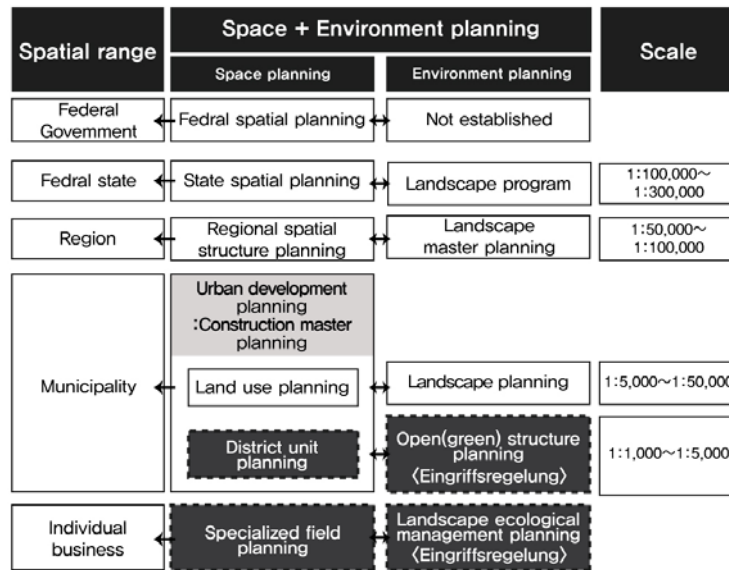 Spatial range
Space + Environment planning
Scale
Space planning
Environment planning
Federal
Government
Fedral spatial planning
Not established
Federal state
State spatial planning
Landscape program
1:100,000~
1:300,000
Region
Regional spatial
structure planning
Landscape
master planning
1:50,000~
1:100,000
Municipality
Urban development
planning
:Construction master
planning
Land use planning
Landscape planning
1:5,000~1:50,000
District unit
planning
Open(green) structure
planning
〈Eingriffsregelung〉
1:1,000~1:5,000
Individual
business
Specialized field
planning
Landscape ecological
management planning
〈Eingriffsregelung〉